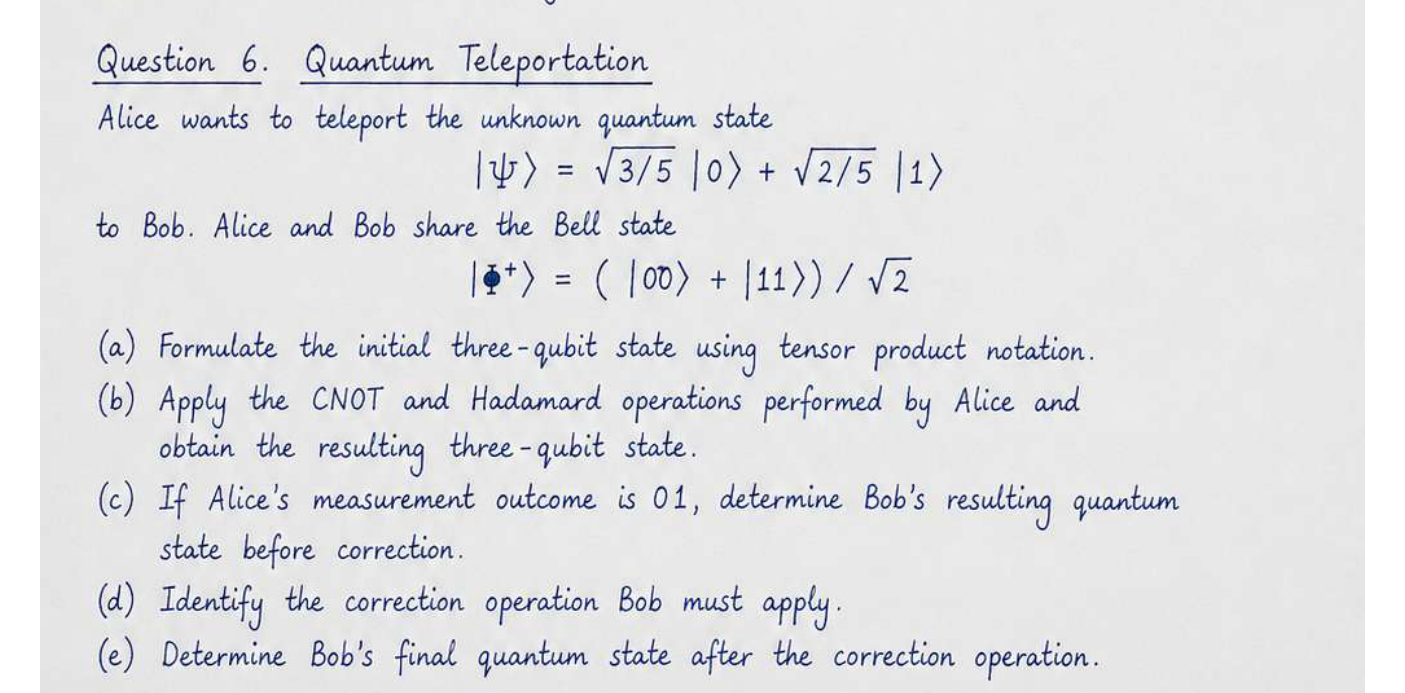 Question 6. Quantum Teleportation
Alice wants to teleport the unknown quantum state
|ψ⟩ = √3/5 |0⟩ + √2/5 |1⟩
to Bob. Alice and Bob share the Bell state
|Φ⁺⟩ = ( |00⟩ + |11⟩) / √2
(a) Formulate the initial three-qubit state using tensor product notation.
(b) Apply the CNOT and Hadamard operations performed by Alice and
obtain the resulting three-qubit state.
(c) If Alice's measurement outcome is 01, determine Bob's resulting quantum
state before correction.
(d) Identify the correction operation Bob must apply.
(e) Determine Bob's final quantum state after the correction operation.